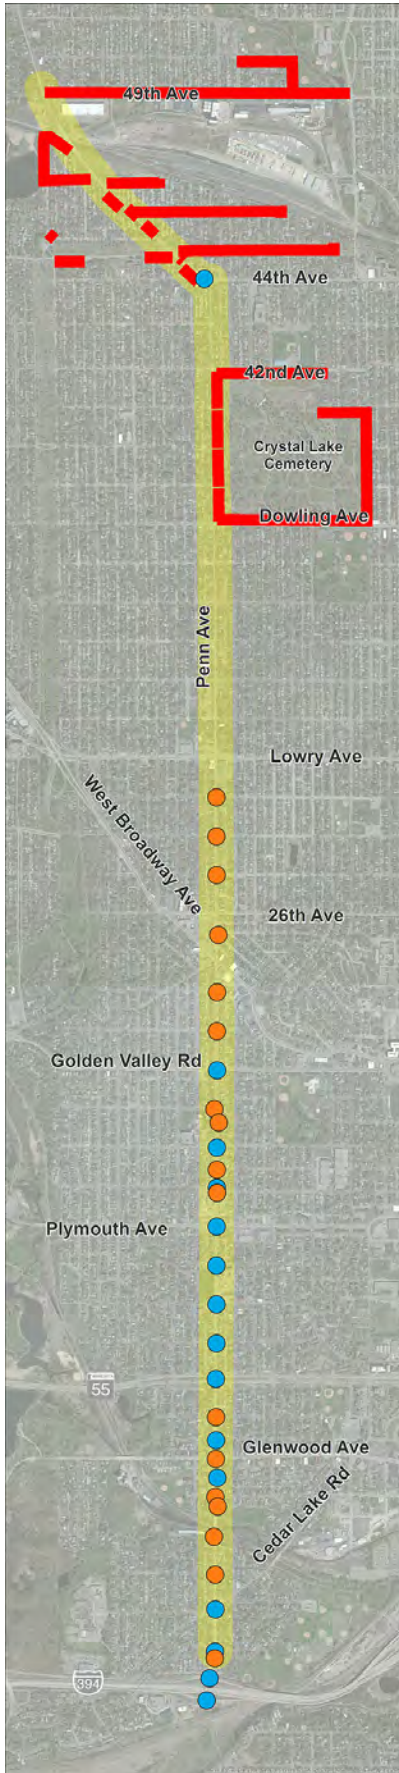 49th Ave
44th Ave
42nd Ave
Crystal Lake
Cemetery
Dowling Ave
Penn Ave
Lowry Ave
West Broadway Ave
26th Ave
Golden Valley Rd
Plymouth Ave
55
Glenwood Ave
Cedar Lake Rd
394